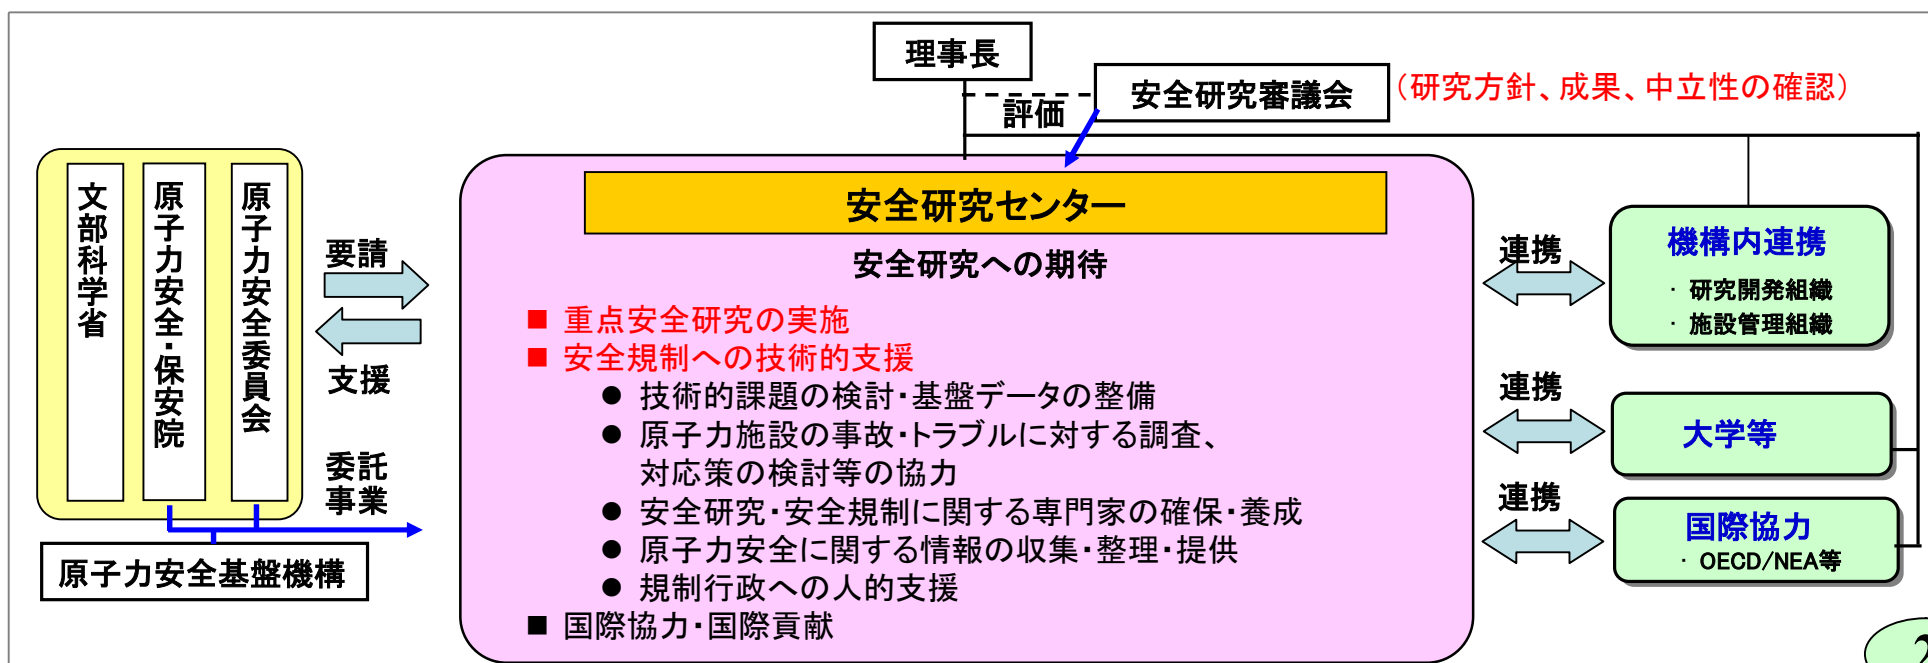 理事長
安全研究審議会
(研究方針、成果、中立性の確認)
評価
文部科学省
原子力安全・保安院
原子力安全委員会
要請
支援
委託
事業
原子力安全基盤機構
安全研究センター
安全研究への期待
■ 重点安全研究の実施
■ 安全規制への技術的支援
● 技術的課題の検討・基盤データの整備
● 原子力施設の事故・トラブルに対する調査、
対応策の検討等の協力
● 安全研究・安全規制に関する専門家の確保・養成
● 原子力安全に関する情報の収集・整理・提供
● 規制行政への人的支援
■ 国際協力・国際貢献
連携
機構内連携
・ 研究開発組織
・ 施設管理組織
連携
大学等
連携
国際協力
・ OECD/NEA等